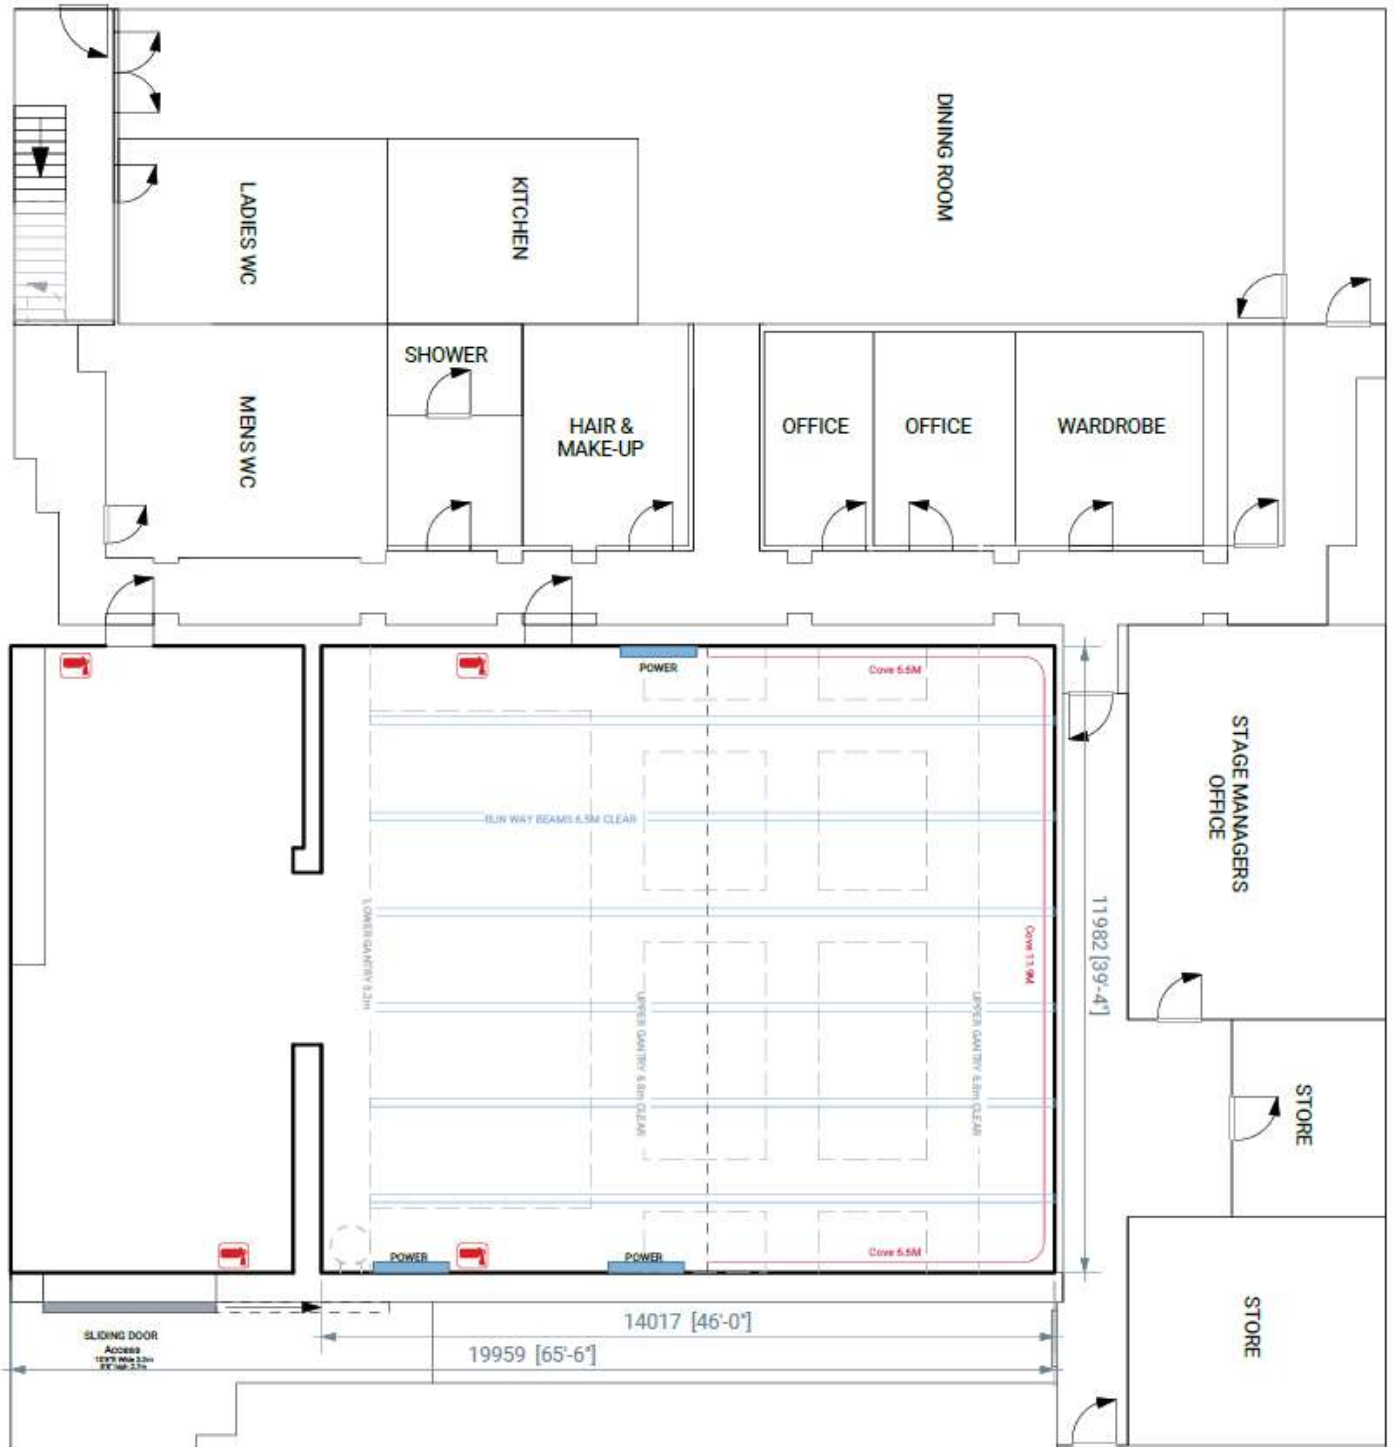 DINING ROOM
LADIES WC
KITCHEN
SHOWER
MENS WC
HAIR &
MAKE-UP
OFFICE
OFFICE
WARDROBE
POWER
Cove 5.5M
STAGE MANAGERS
OFFICE
RUN WAY BEAMS 6.5M CLEAR
LOWER GANTRY 5.2m
UPPER GANTRY 6.8m CLEAR
UPPER GANTRY 6.8m CLEAR
Cove 11.9M
11982 [39'-4"]
STORE
POWER
POWER
Cove 5.5M
STORE
14017 [46'-0"]
19959 [65'-6"]
SLIDING DOOR
Access